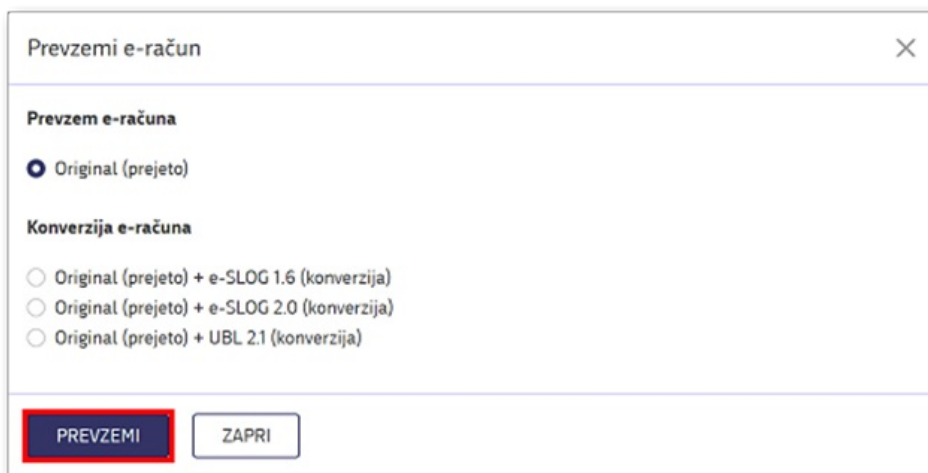 Prevzemi e-račun
Prevzem e-računa
Original (prejeto)
Konverzija e-računa
Original (prejeto) + e-SLOG 1.6 (konverzija)
Original (prejeto) + e-SLOG 2.0 (konverzija)
Original (prejeto) + UBL 2.1 (konverzija)
PREVZEMI ZAPRI